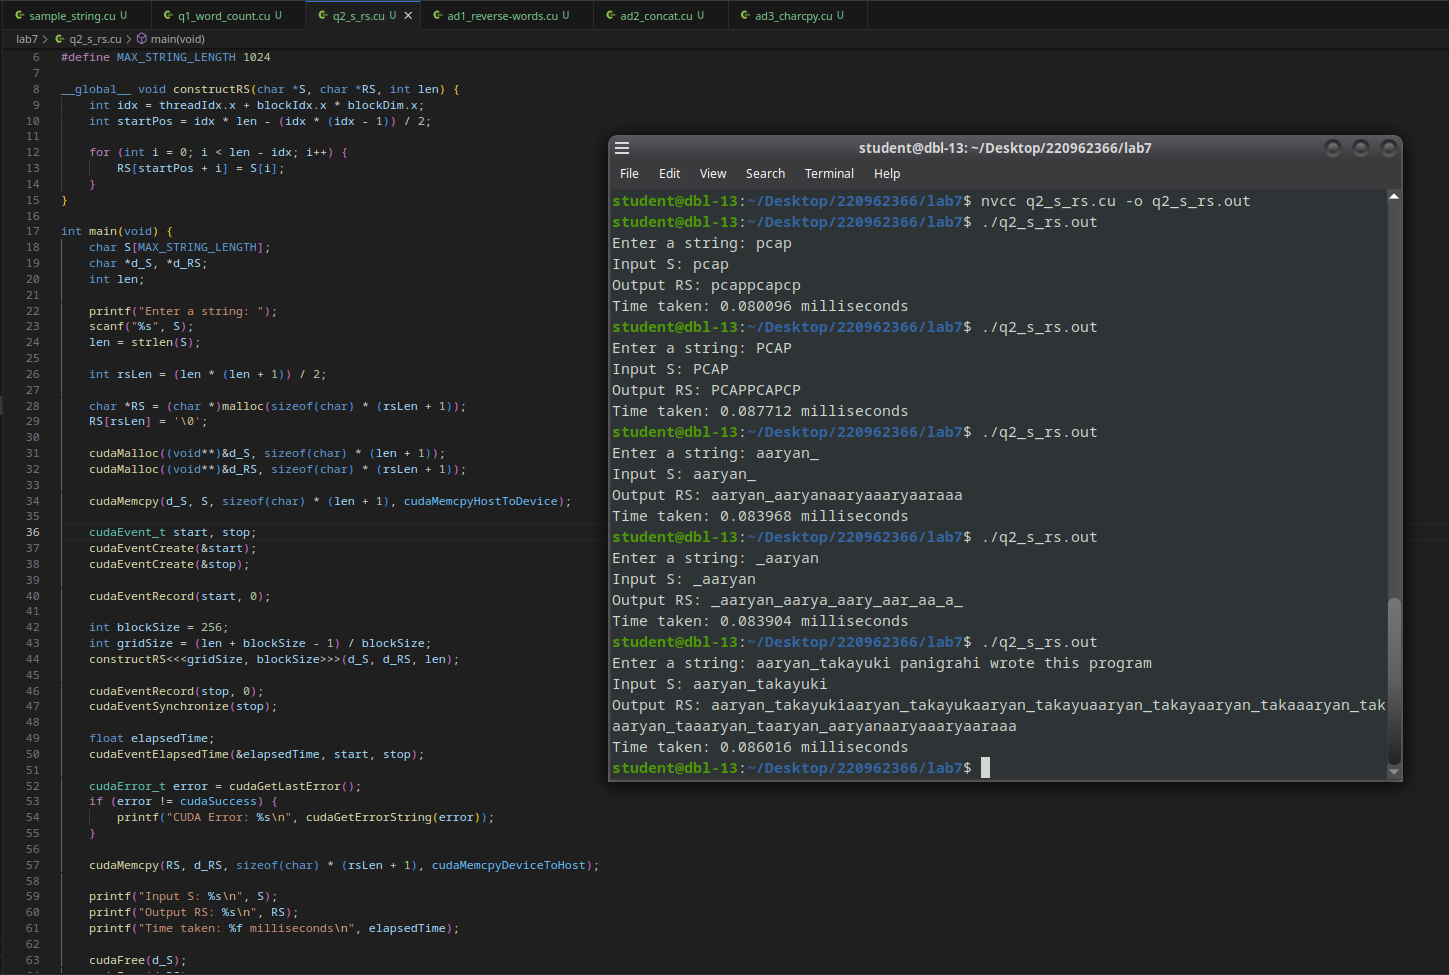 sample_string.cu U
q1_word_count.cu U
q2_s_rs.cu U ×
ad1_reverse-words.cu U
ad2_concat.cu U
ad3_charcpy.cu U
lab7 > q2_s_rs.cu > main(void)
6 #define MAX_STRING_LENGTH 1024
7
8 __global__ void constructRS(char *S, char *RS, int len) {
9 int idx = threadIdx.x + blockIdx.x * blockDim.x;
10 int startPos = idx * len - (idx * (idx - 1)) / 2;
11
12 for (int i = 0; i < len - idx; i++) {
13 RS[startPos + i] = S[i];
14 }
15 }
16
17 int main(void) {
18 char S[MAX_STRING_LENGTH];
19 char *d_S, *d_RS;
20 int len;
21
22 printf("Enter a string: ");
23 scanf("%s", S);
24 len = strlen(S);
25
26 int rsLen = (len * (len + 1)) / 2;
27
28 char *RS = (char *)malloc(sizeof(char) * (rsLen + 1));
29 RS[rsLen] = '\0';
30
31 cudaMalloc((void**)&d_S, sizeof(char) * (len + 1));
32 cudaMalloc((void**)&d_RS, sizeof(char) * (rsLen + 1));
33
34 cudaMemcpy(d_S, S, sizeof(char) * (len + 1), cudaMemcpyHostToDevice);
35
36 cudaEvent_t start, stop;
37 cudaEventCreate(&start);
38 cudaEventCreate(&stop);
39
40 cudaEventRecord(start, 0);
41
42 int blockSize = 256;
43 int gridSize = (len + blockSize - 1) / blockSize;
44 constructRS<<<gridSize, blockSize>>>(d_S, d_RS, len);
45
46 cudaEventRecord(stop, 0);
47 cudaEventSynchronize(stop);
48
49 float elapsedTime;
50 cudaEventElapsedTime(&elapsedTime, start, stop);
51
52 cudaError_t error = cudaGetLastError();
53 if (error != cudaSuccess) {
54 printf("CUDA Error: %s\n", cudaGetErrorString(error));
55 }
56
57 cudaMemcpy(RS, d_RS, sizeof(char) * (rsLen + 1), cudaMemcpyDeviceToHost);
58
59 printf("Input S: %s\n", S);
60 printf("Output RS: %s\n", RS);
61 printf("Time taken: %f milliseconds\n", elapsedTime);
62
63 cudaFree(d_S);
student@dbl-13: ~/Desktop/220962366/lab7
File Edit View Search Terminal Help
student@dbl-13:~/Desktop/220962366/lab7$ nvcc q2_s_rs.cu -o q2_s_rs.out
student@dbl-13:~/Desktop/220962366/lab7$ ./q2_s_rs.out
Enter a string: pcap
Input S: pcap
Output RS: pcappcapcp
Time taken: 0.080096 milliseconds
student@dbl-13:~/Desktop/220962366/lab7$ ./q2_s_rs.out
Enter a string: PCAP
Input S: PCAP
Output RS: PCAPPCAPCP
Time taken: 0.087712 milliseconds
student@dbl-13:~/Desktop/220962366/lab7$ ./q2_s_rs.out
Enter a string: aaryan_
Input S: aaryan_
Output RS: aaryan_aaryanaaryaaaryaaraaa
Time taken: 0.083968 milliseconds
student@dbl-13:~/Desktop/220962366/lab7$ ./q2_s_rs.out
Enter a string: _aaryan
Input S: _aaryan
Output RS: _aaryan_aarya_aary_aar_aa_a_
Time taken: 0.083904 milliseconds
student@dbl-13:~/Desktop/220962366/lab7$ ./q2_s_rs.out
Enter a string: aaryan_takayuki panigrahi wrote this program
Input S: aaryan_takayuki
Output RS: aaryan_takayukiaaryan_takayukaaryan_takayuaaryan_takayaaryan_takaaaryan_tak
aaryan_taaaryan_taaryan_aaryanaaryaaaryaaraaa
Time taken: 0.086016 milliseconds
student@dbl-13:~/Desktop/220962366/lab7$